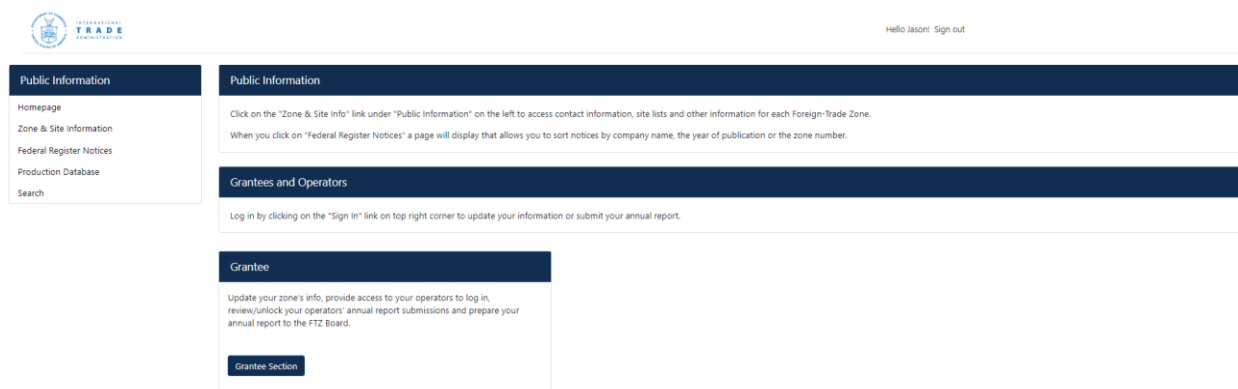 INTERNATIONAL
TRADE
ADMINISTRATION
Hello Jason! Sign out
Public Information
Homepage
Zone & Site Information
Federal Register Notices
Production Database
Search
Public Information
Click on the "Zone & Site Info" link under "Public Information" on the left to access contact information, site lists and other information for each Foreign-Trade Zone.
When you click on "Federal Register Notices" a page will display that allows you to sort notices by company name, the year of publication or the zone number.
Grantees and Operators
Log in by clicking on the "Sign In" link on top right corner to update your information or submit your annual report.
Grantee
Update your zone's info, provide access to your operators to log in,
review/unlock your operators' annual report submissions and prepare your
annual report to the FTZ Board.
Grantee Section